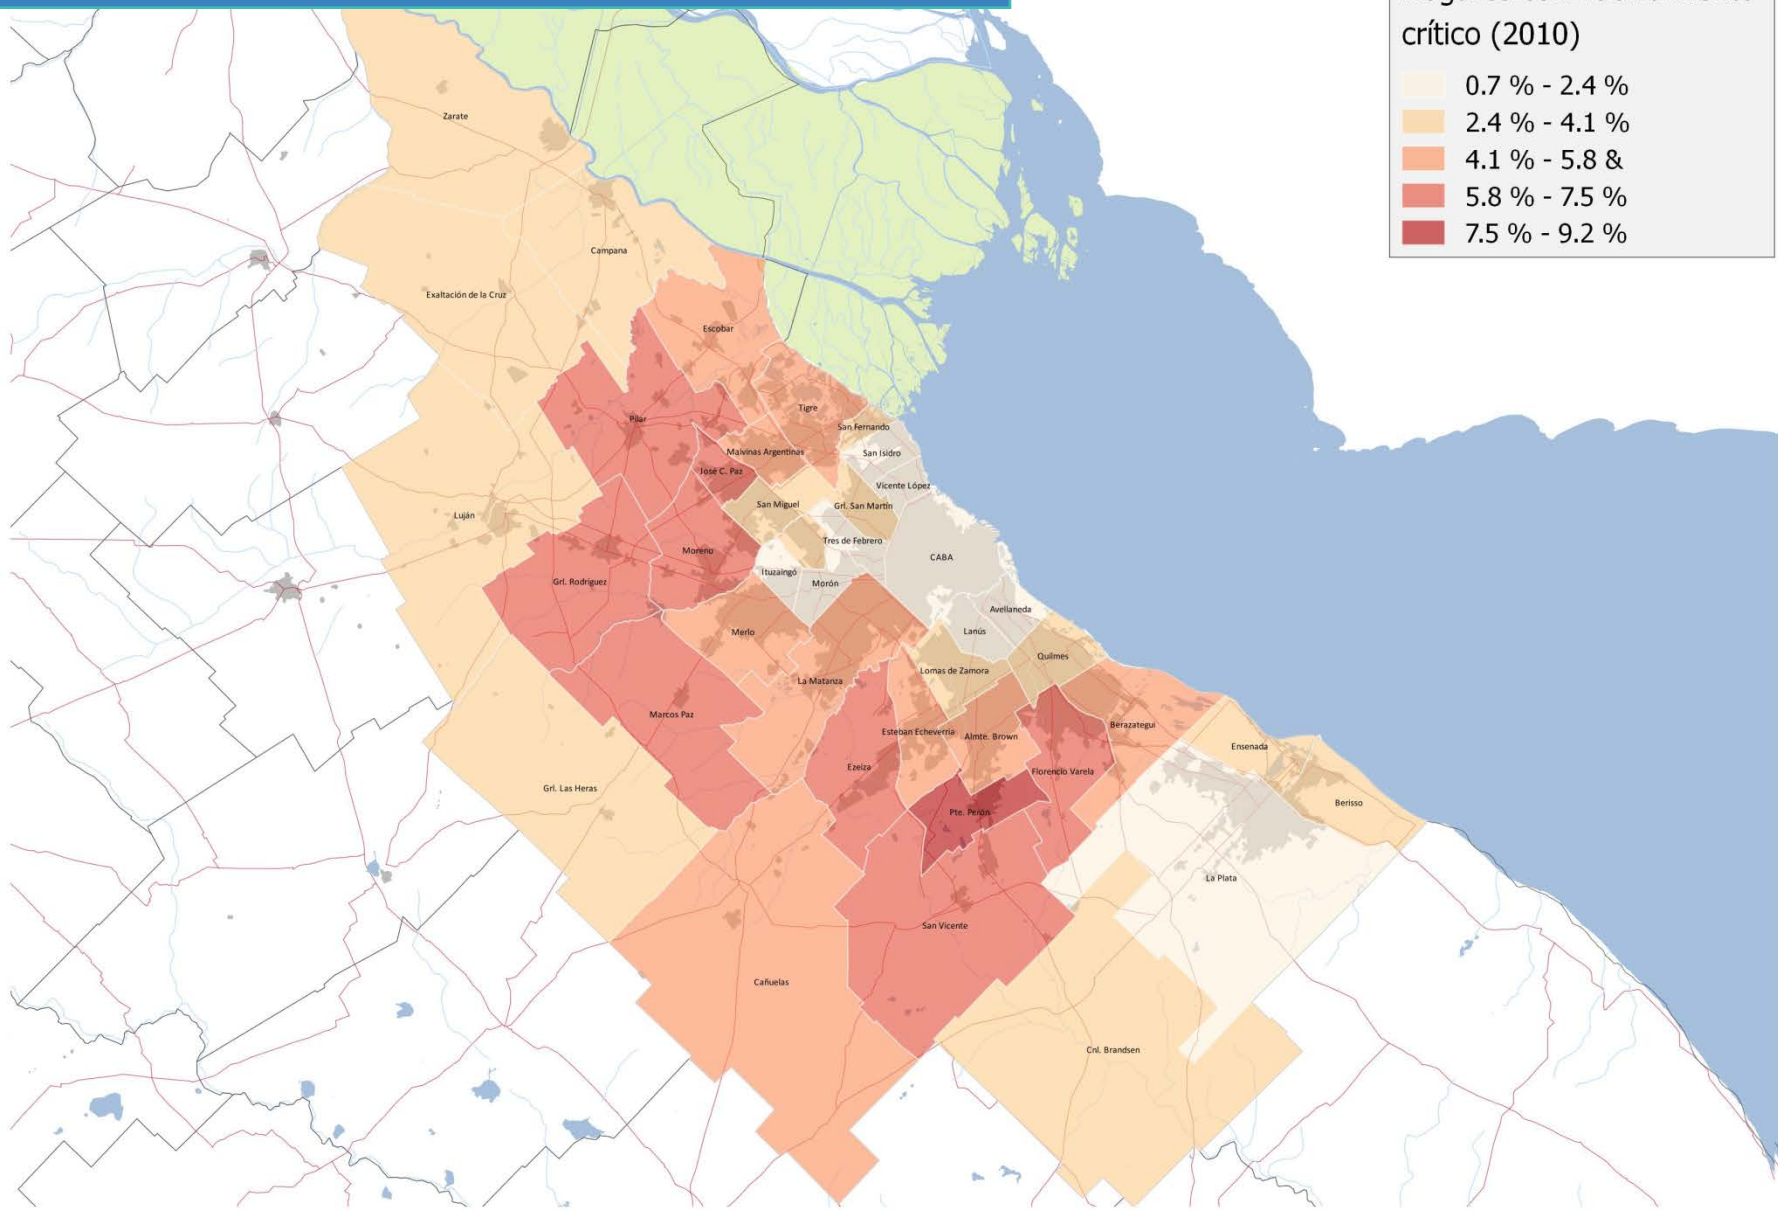 crítico (2010)
0.7 % - 2.4 %
2.4 % - 4.1 %
4.1 % - 5.8 &
5.8 % - 7.5 %
7.5 % - 9.2 %
Zarate
Campana
Exaltación de la Cruz
Escobar
Tigre
Pilar
San Fernando
Malvinas Argentinas
San Isidro
José C. Paz
Vicente López
San Miguel
Grl. San Martín
Luján
Tres de Febrero
Moreno
CABA
Ituzaingó
Grl. Rodríguez
Morón
Avellaneda
Merlo
Lanús
Quilmes
Lomas de Zamora
La Matanza
Marcos Paz
Berazategui
Esteban Echeverria
Almte. Brown
Ensenada
Ezeiza
Florencio Varela
Grl. Las Heras
Berisso
Pte. Perón
La Plata
San Vicente
Cañuelas
Cnl. Brandsen